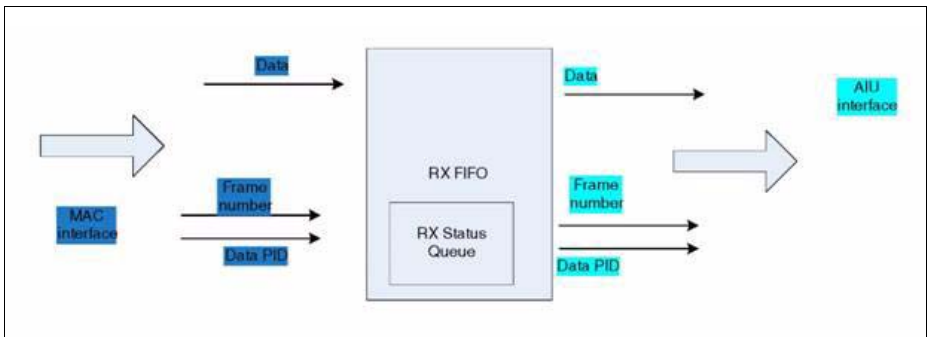 Data
Frame
number
MAC
interface
Data PID
RX FIFO
RX Status
Queue
Data
Frame
number
Data PID
AIU
interface